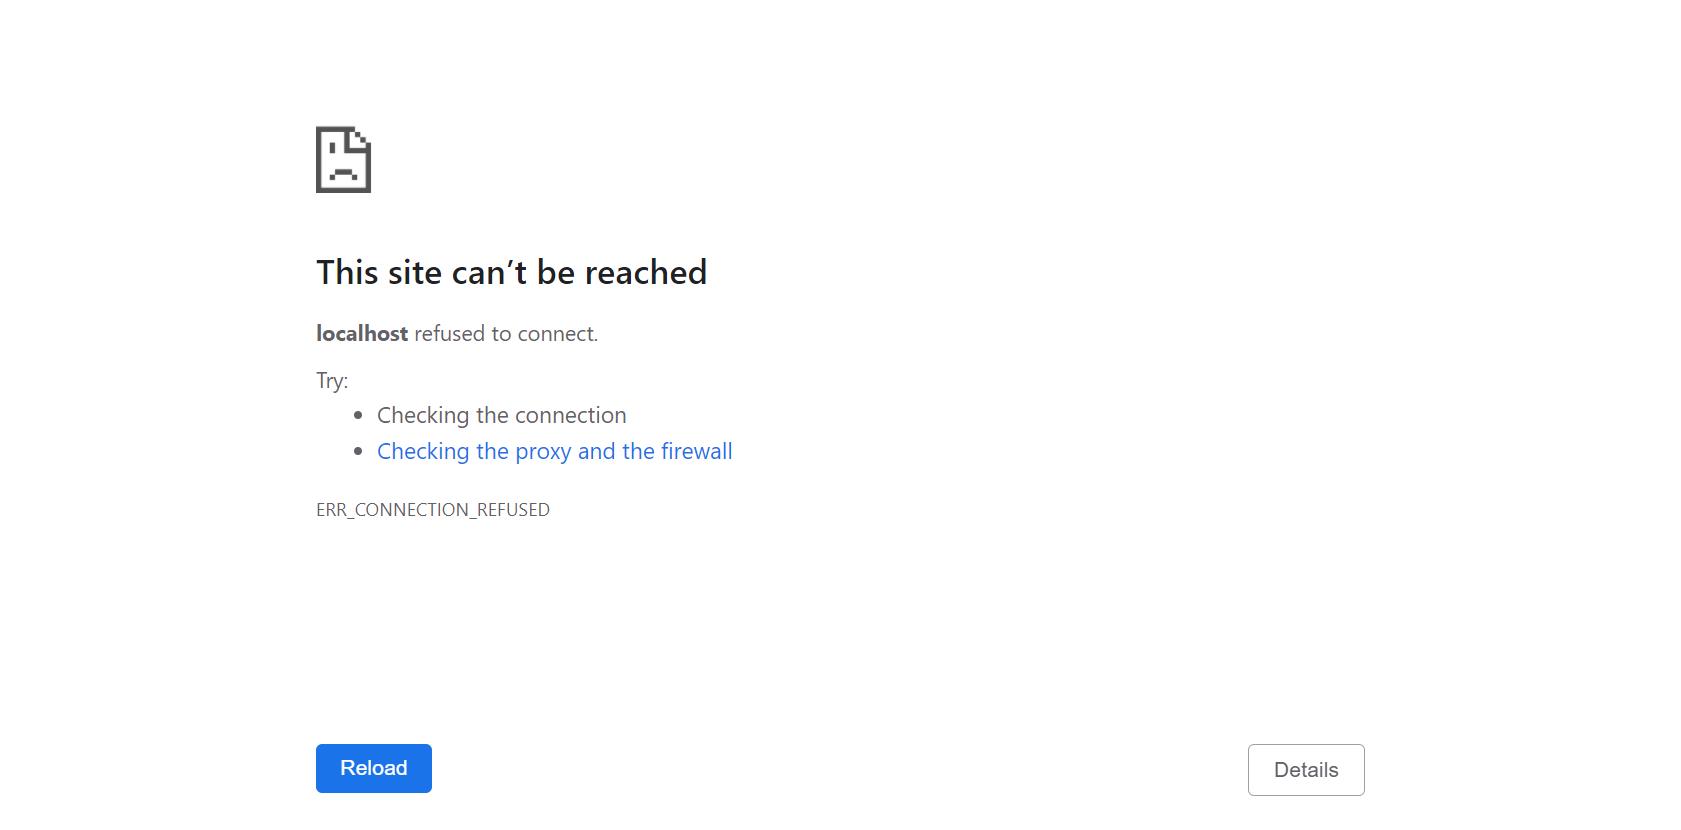 This site can’t be reached
localhost refused to connect.
Try:
• Checking the connection
• Checking the proxy and the firewall
ERR_CONNECTION_REFUSED
Reload
Details